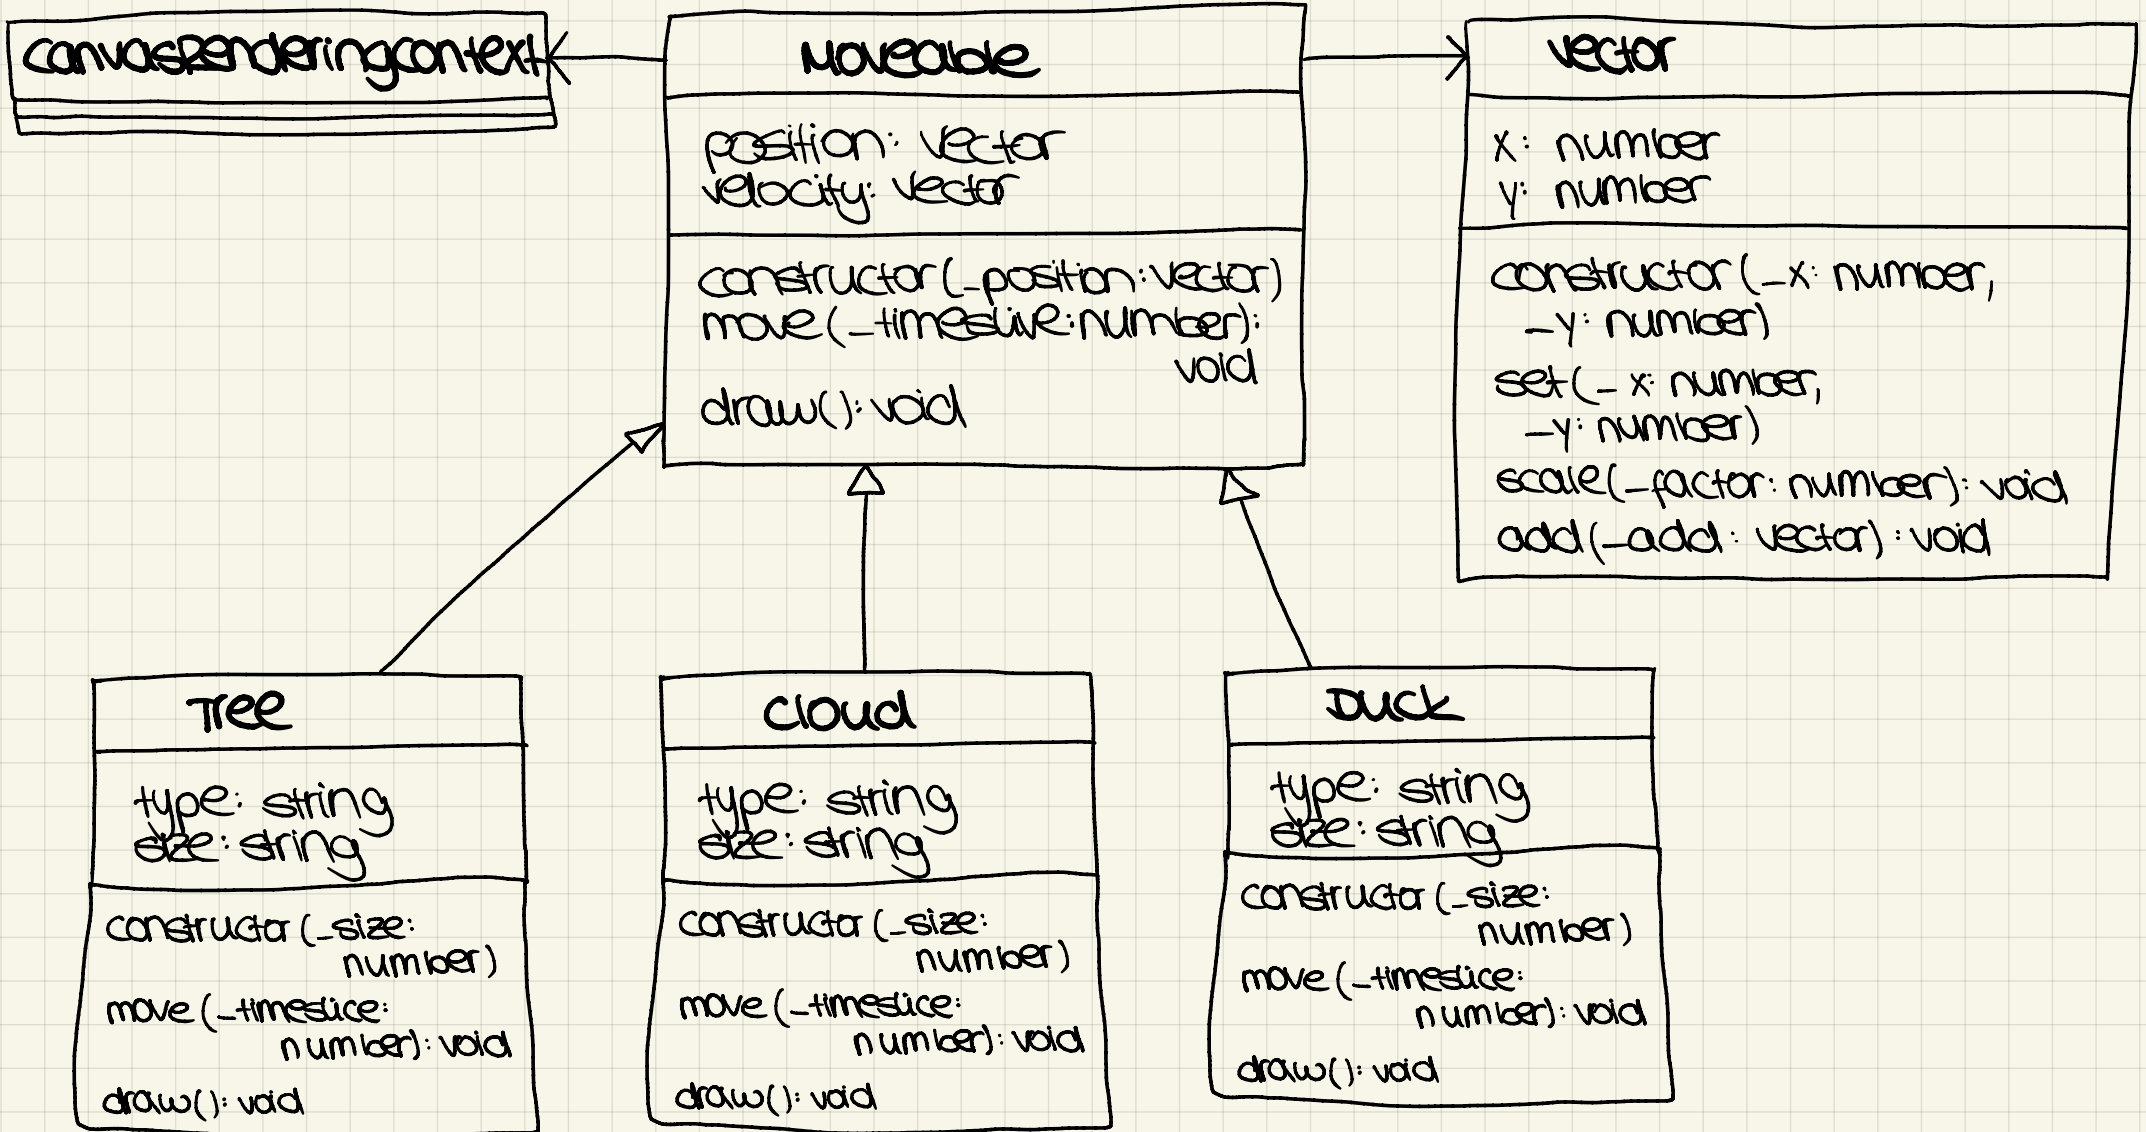 CanvasRenderingContext
Moveable
position: Vector
velocity: Vector
constructor(_position: Vector)
move(_timeslive: number):
void
draw(): void
Vector
x: number
y: number
constructor(_x: number,
_y: number)
set(_x: number,
_y: number)
scale(_factor: number): void
add(_add: vector): void
Tree
type: string
size: string
constructor(_size:
number)
move(_timeslice:
number): void
draw(): void
Cloud
type: string
size: string
constructor(_size:
number)
move(_timeslice:
number): void
draw(): void
Duck
type: string
size: string
constructor(_size:
number)
move(_timeslice:
number): void
draw(): void